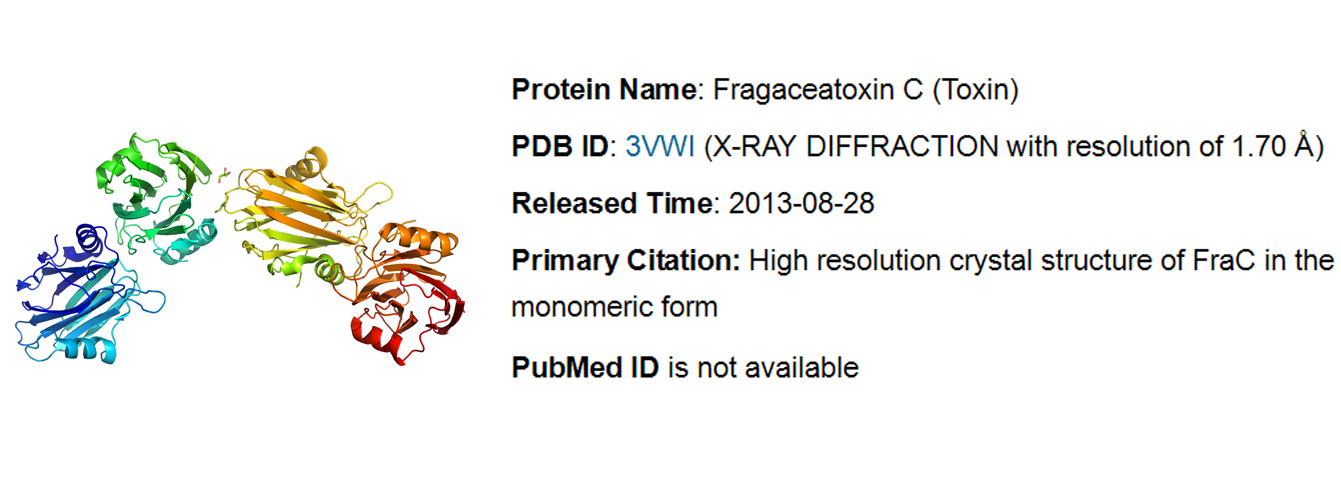 Protein Name: Fragaceatoxin C (Toxin)
PDB ID: 3VWI (X-RAY DIFFRACTION with resolution of 1.70 Å)
Released Time: 2013-08-28
Primary Citation: High resolution crystal structure of FraC in the
monomeric form
PubMed ID is not available